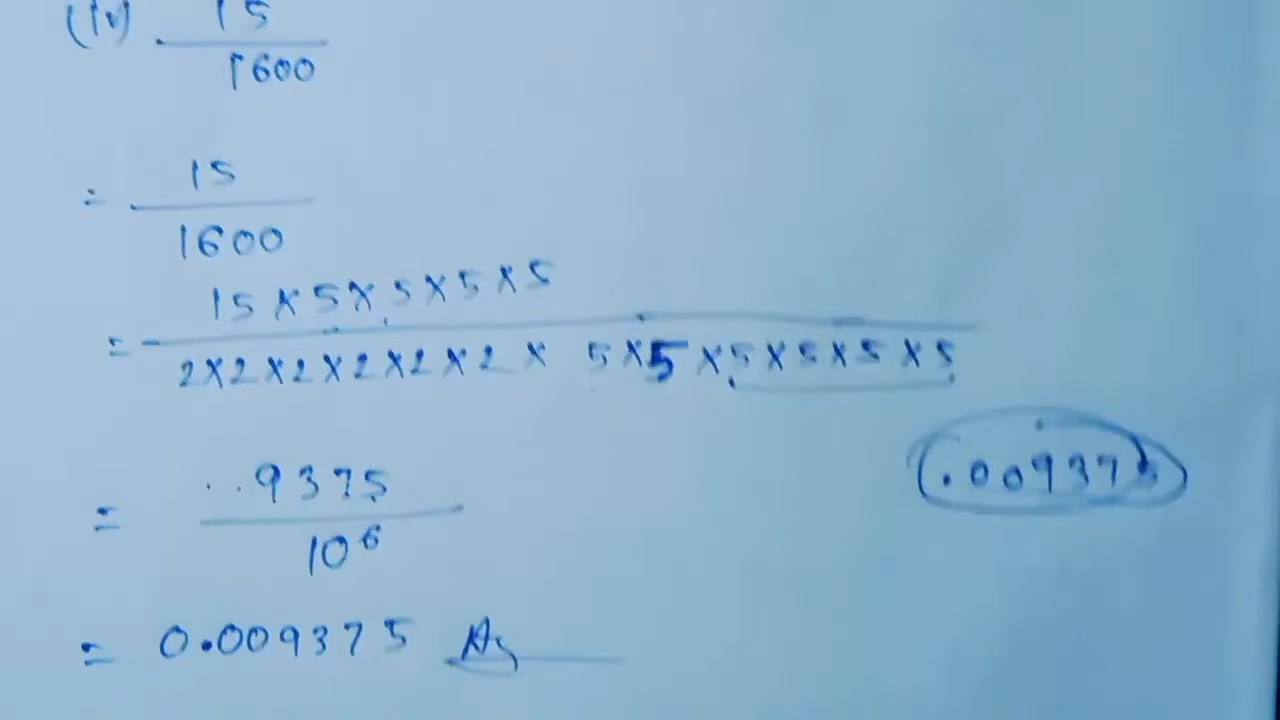 (iv) 15
1600
= 15
1600
= 15 × 5 × 5 × 5 × 5
2×2×2×2×2×2× 5×5×5×5×5×5
= ..9375
10⁶
.009375
= 0.009375 Ans